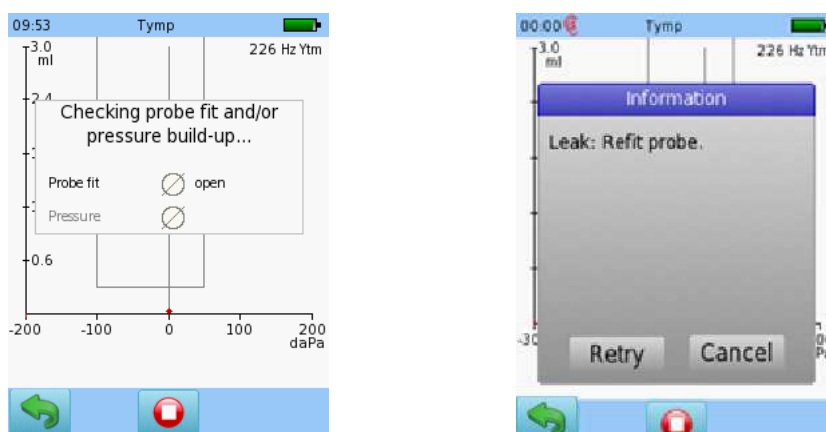 09:53 Tymp
3.0
ml
226 Hz Ytm
2.4
Checking probe fit and/or
pressure build-up...
Probe fit open
Pressure
0.6
-200 -100 0 100 200
daPa
00:00 Tymp
3.0
ml
226 Hz Ytm
Information
Leak: Refit probe.
Retry Cancel